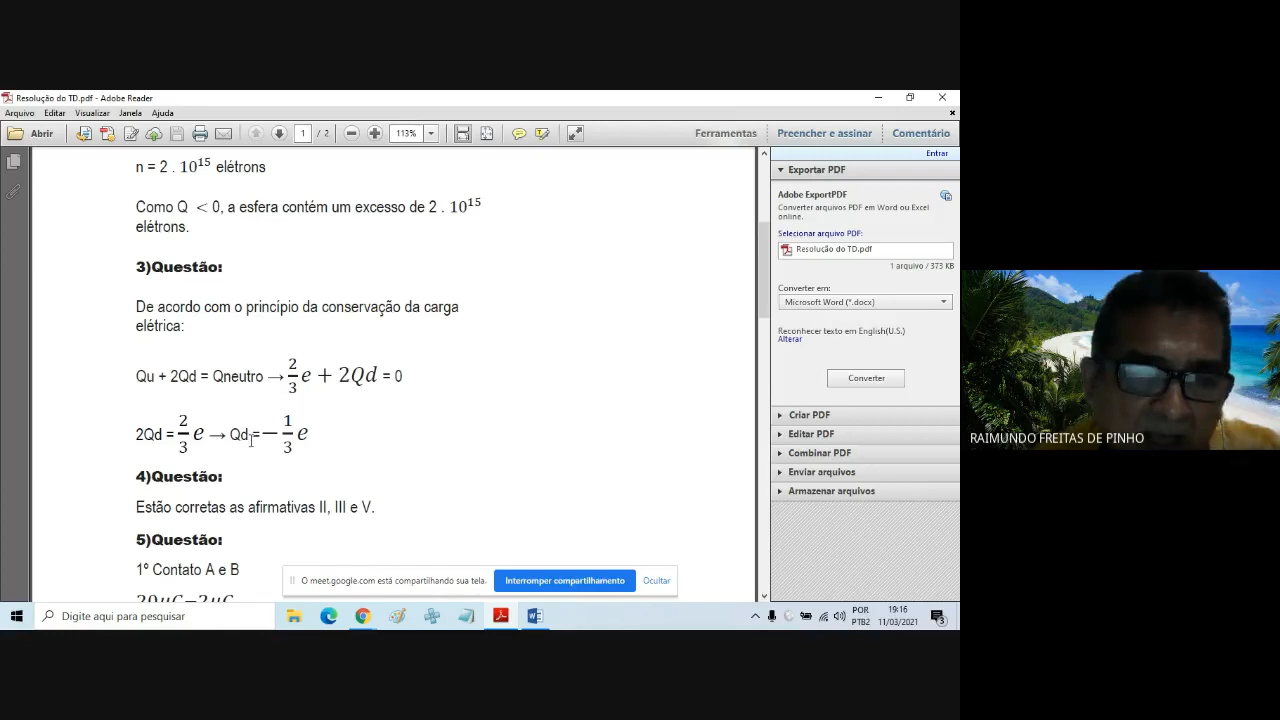 Resolução do TD.pdf - Adobe Reader
Arquivo Editar Visualizar Janela Ajuda
Abrir 1 / 2 113% Ferramentas Preencher e assinar Comentário
Entrar
n = 2 . 10¹⁵ elétrons
Como Q < 0, a esfera contém um excesso de 2 . 10¹⁵
elétrons.
3)Questão:
De acordo com o princípio da conservação da carga
elétrica:
Qu + 2Qd = Qneutro → 2/3 e + 2Qd = 0
2Qd = 2/3 e → Qd = − 1/3 e
4)Questão:
Estão corretas as afirmativas II, III e V.
5)Questão:
1º Contato A e B
Exportar PDF
Adobe ExportPDF
Converter arquivos PDF em Word ou Excel
online.
Selecionar arquivo PDF:
Resolução do TD.pdf
1 arquivo / 373 KB
Converter em:
Microsoft Word (*.docx)
Reconhecer texto em English(U.S.)
Alterar
Converter
Criar PDF
Editar PDF
Combinar PDF
Enviar arquivos
Armazenar arquivos
O meet.google.com está compartilhando sua tela. Interromper compartilhamento Ocultar
Digite aqui para pesquisar
POR
PTB2
19:16
11/03/2021
3
RAIMUNDO FREITAS DE PINHO